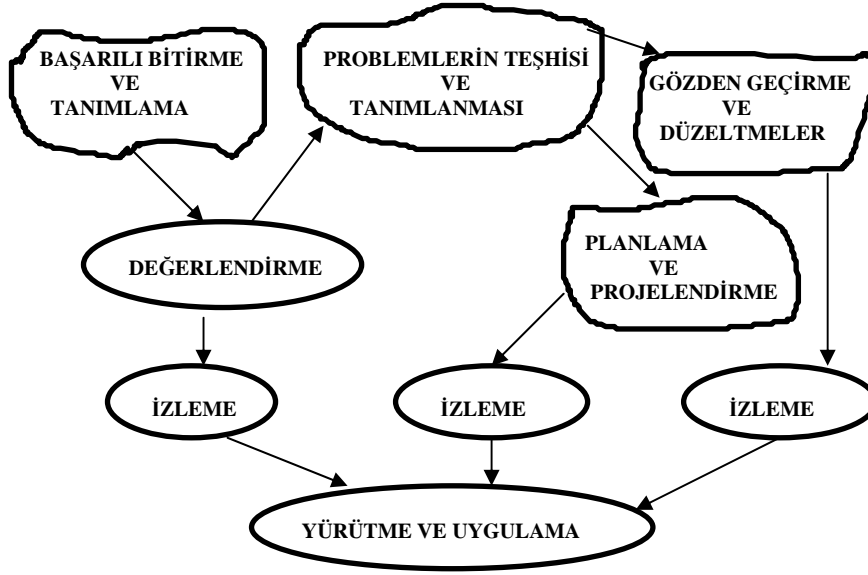 BAŞARILI BİTİRME
VE
TANIMLAMA
PROBLEMLERİN TEŞHİSİ
VE
TANIMLANMASI
GÖZDEN GEÇİRME
VE
DÜZELTMELER
DEĞERLENDİRME
PLANLAMA
VE
PROJELENDİRME
İZLEME
İZLEME
İZLEME
YÜRÜTME VE UYGULAMA